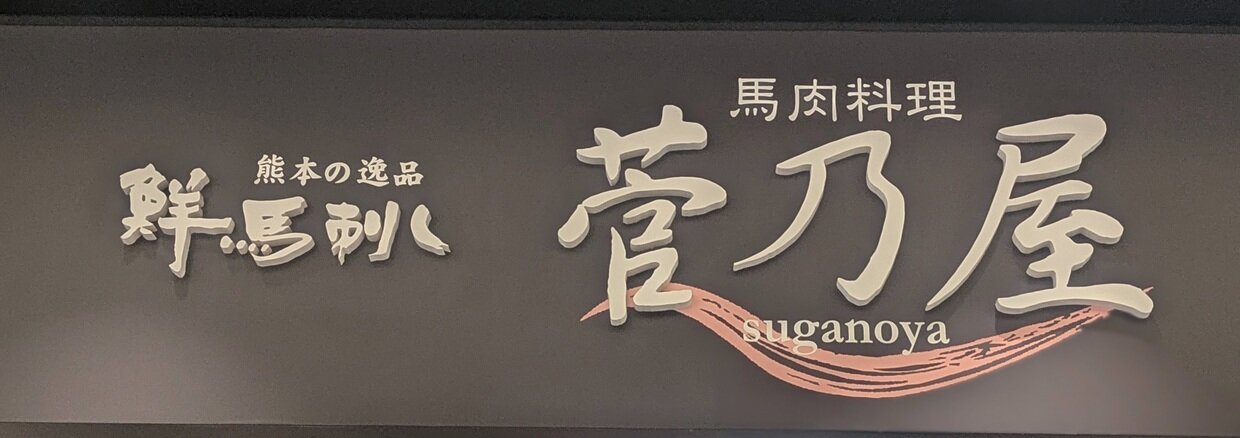 熊本の逸品
鮮馬刺し
馬肉料理
菅乃屋
suganoya